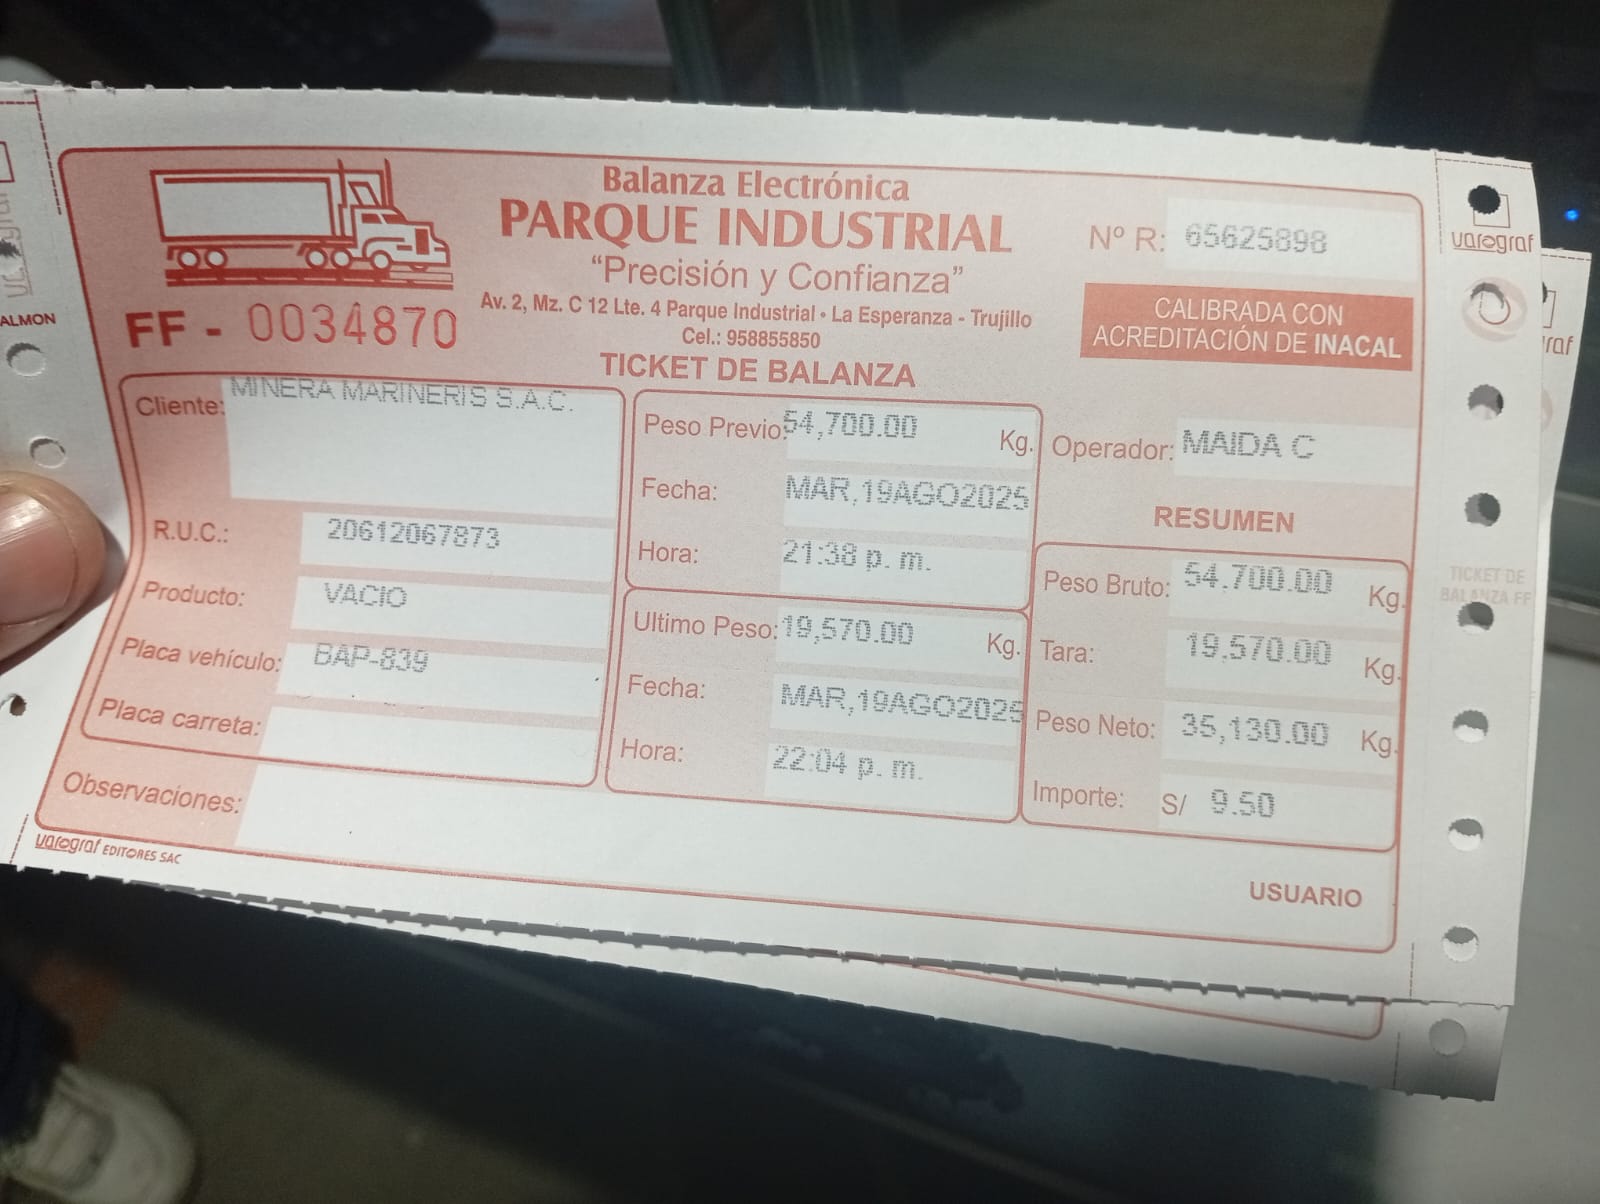 Balanza Electrónica
PARQUE INDUSTRIAL
"Precisión y Confianza"
Av. 2, Mz. C 12 Lte. 4 Parque Industrial • La Esperanza - Trujillo
Cel.: 958855850
TICKET DE BALANZA
FF - 0034870
Nº R: 65625898
CALIBRADA CON
ACREDITACIÓN DE INACAL
Cliente: MINERA MARINERIS S.A.C.
R.U.C.: 20612067873
Producto: VACIO
Placa vehículo: BAP-839
Placa carreta:
Observaciones:
Peso Previo: 54,700.00 Kg.
Fecha: MAR,19AGO2025
Hora: 21:38 p. m.
Ultimo Peso: 19,570.00 Kg.
Fecha: MAR,19AGO2025
Hora: 22:04 p. m.
Operador: MAIDA C
RESUMEN
Peso Bruto: 54,700.00 Kg.
Tara: 19,570.00 Kg.
Peso Neto: 35,130.00 Kg.
Importe: S/ 9.50
USUARIO
varograf EDITORES SAC
varograf
TICKET DE
BALANZA FF
ALMON
raf